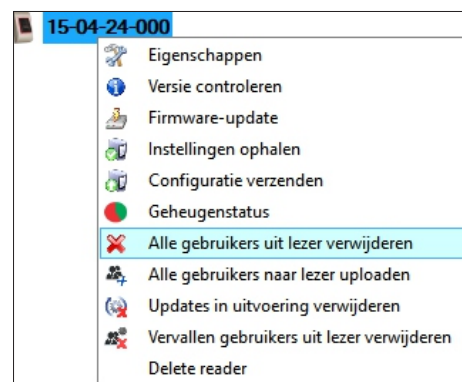 15-04-24-000
Eigenschappen
Versie controleren
Firmware-update
Instellingen ophalen
Configuratie verzenden
Geheugenstatus
Alle gebruikers uit lezer verwijderen
Alle gebruikers naar lezer uploaden
Updates in uitvoering verwijderen
Vervallen gebruikers uit lezer verwijderen
Delete reader